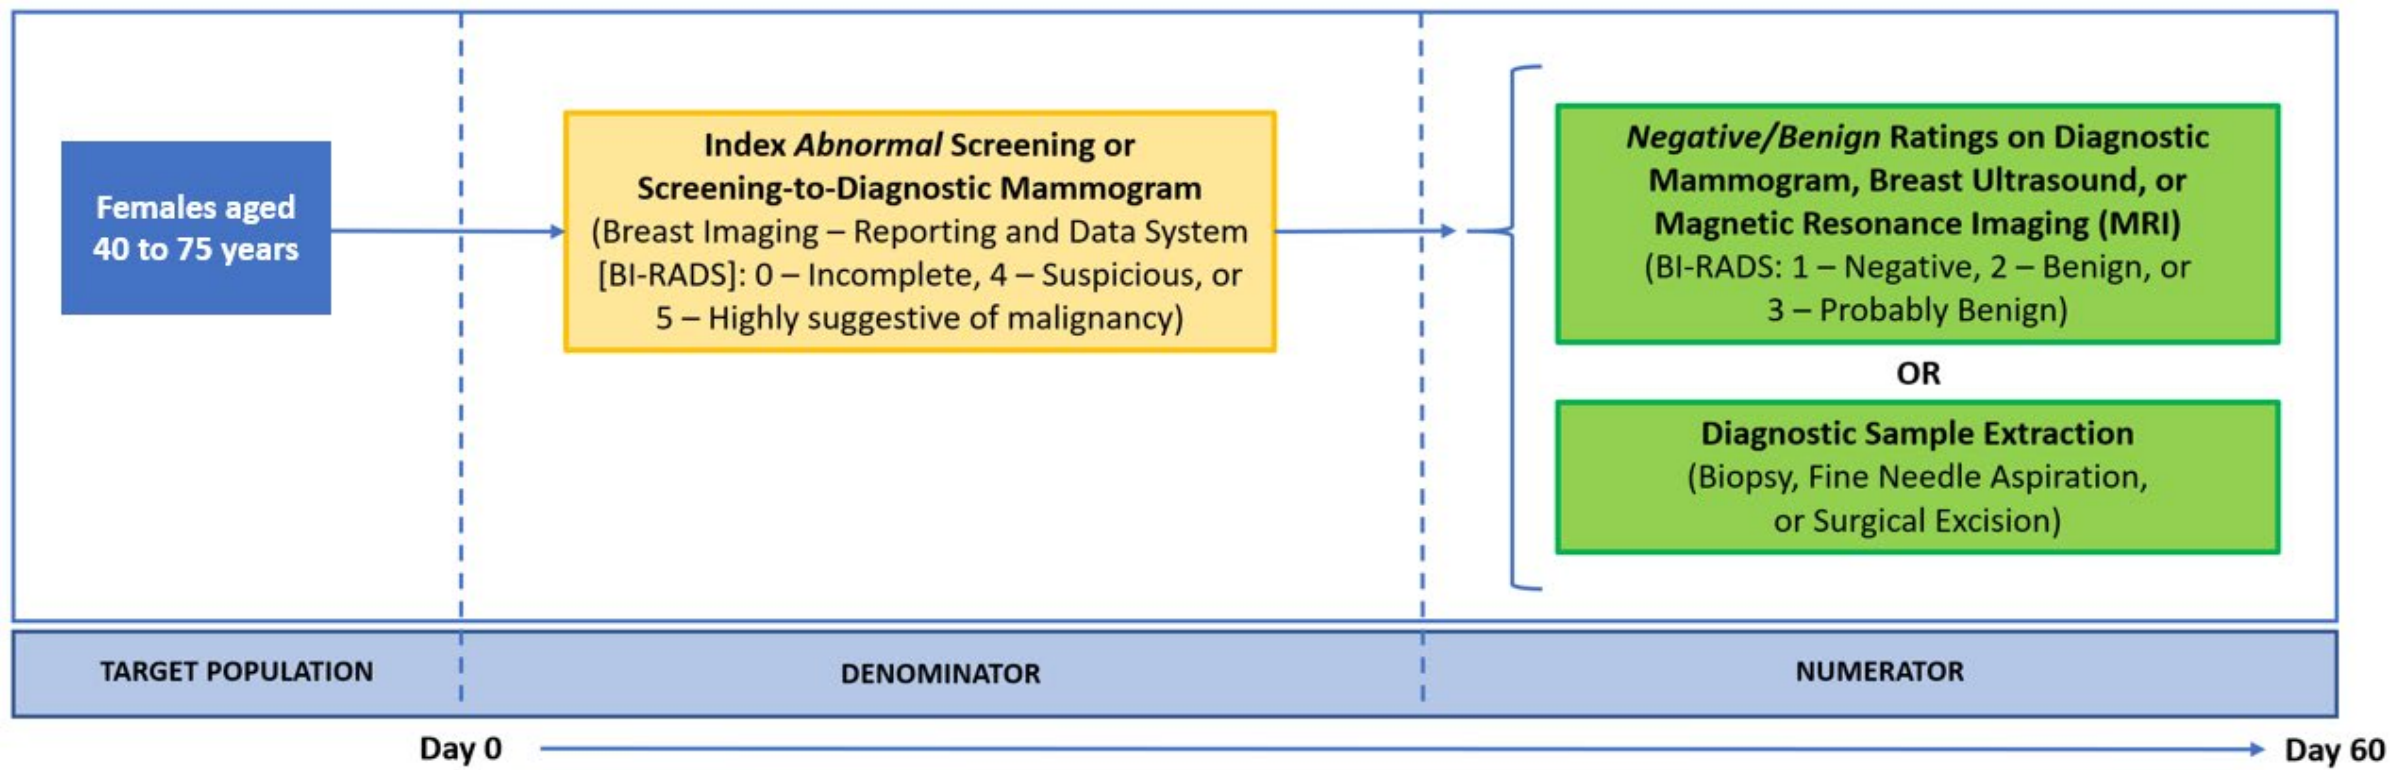 Females aged
40 to 75 years
Index Abnormal Screening or
Screening-to-Diagnostic Mammogram
(Breast Imaging – Reporting and Data System
[BI-RADS]: 0 – Incomplete, 4 – Suspicious, or
5 – Highly suggestive of malignancy)
Negative/Benign Ratings on Diagnostic
Mammogram, Breast Ultrasound, or
Magnetic Resonance Imaging (MRI)
(BI-RADS: 1 – Negative, 2 – Benign, or
3 – Probably Benign)
OR
Diagnostic Sample Extraction
(Biopsy, Fine Needle Aspiration,
or Surgical Excision)
TARGET POPULATION
DENOMINATOR
NUMERATOR
Day 0
Day 60